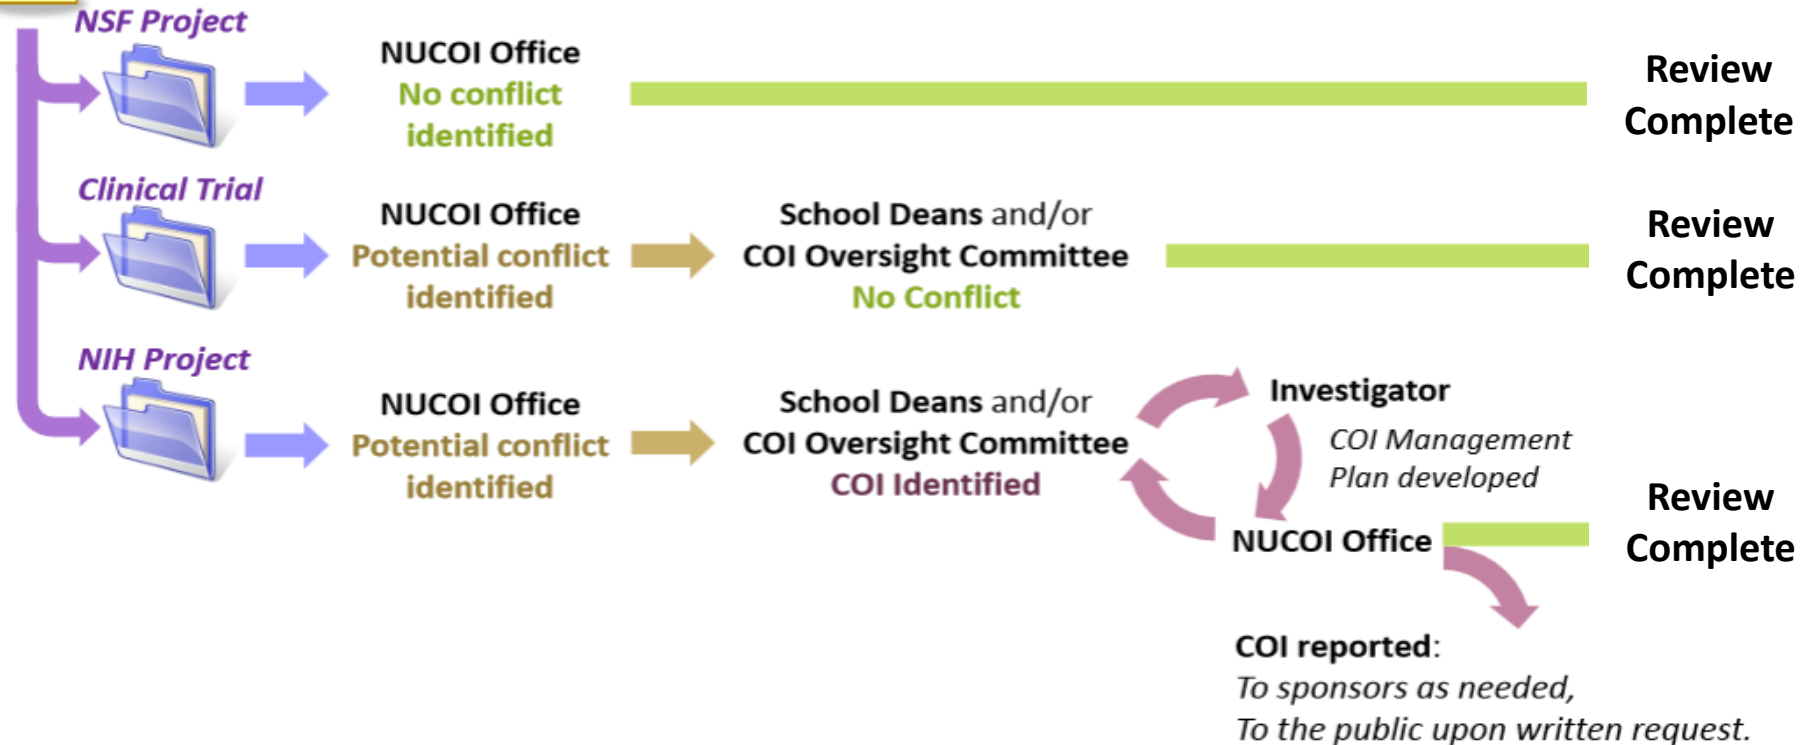 NSF Project
NUCOI Office
No conflict
identified
Review
Complete
Clinical Trial
NUCOI Office
Potential conflict
identified
School Deans and/or
COI Oversight Committee
No Conflict
Review
Complete
NIH Project
NUCOI Office
Potential conflict
identified
School Deans and/or
COI Oversight Committee
COI Identified
Investigator
COI Management
Plan developed
NUCOI Office
Review
Complete
COI reported:
To sponsors as needed,
To the public upon written request.